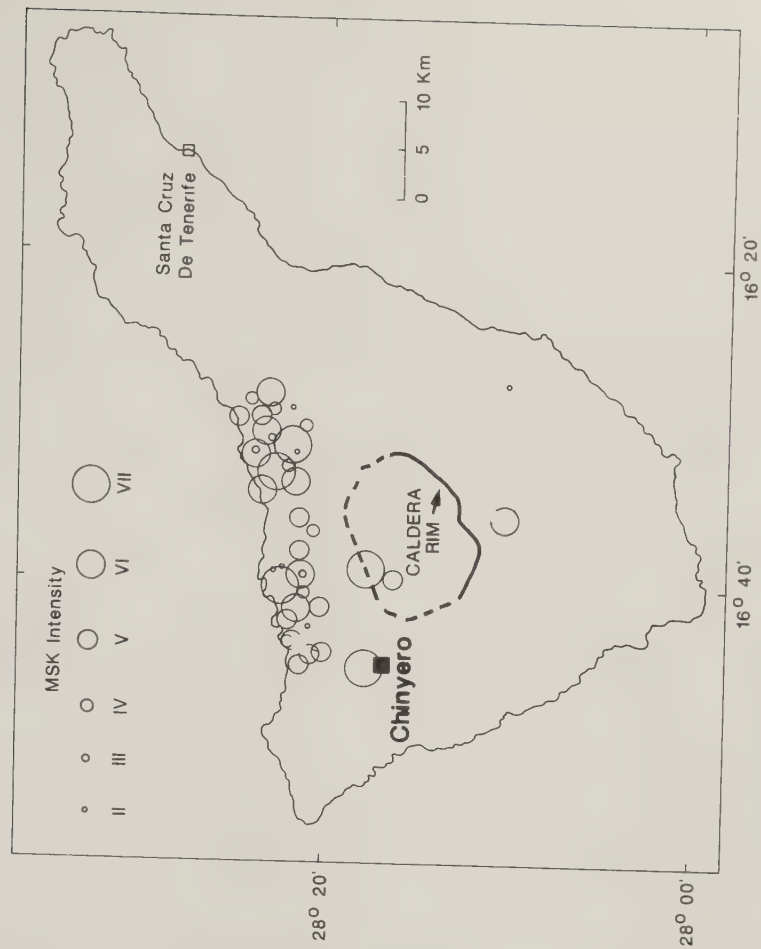 MSK Intensity
II
III
IV
V
VI
VII
Santa Cruz
De Tenerife
0
5
10 Km
CALDERA
RIM
Chinyero
28° 20'
28° 00'
16° 40'
16° 20'